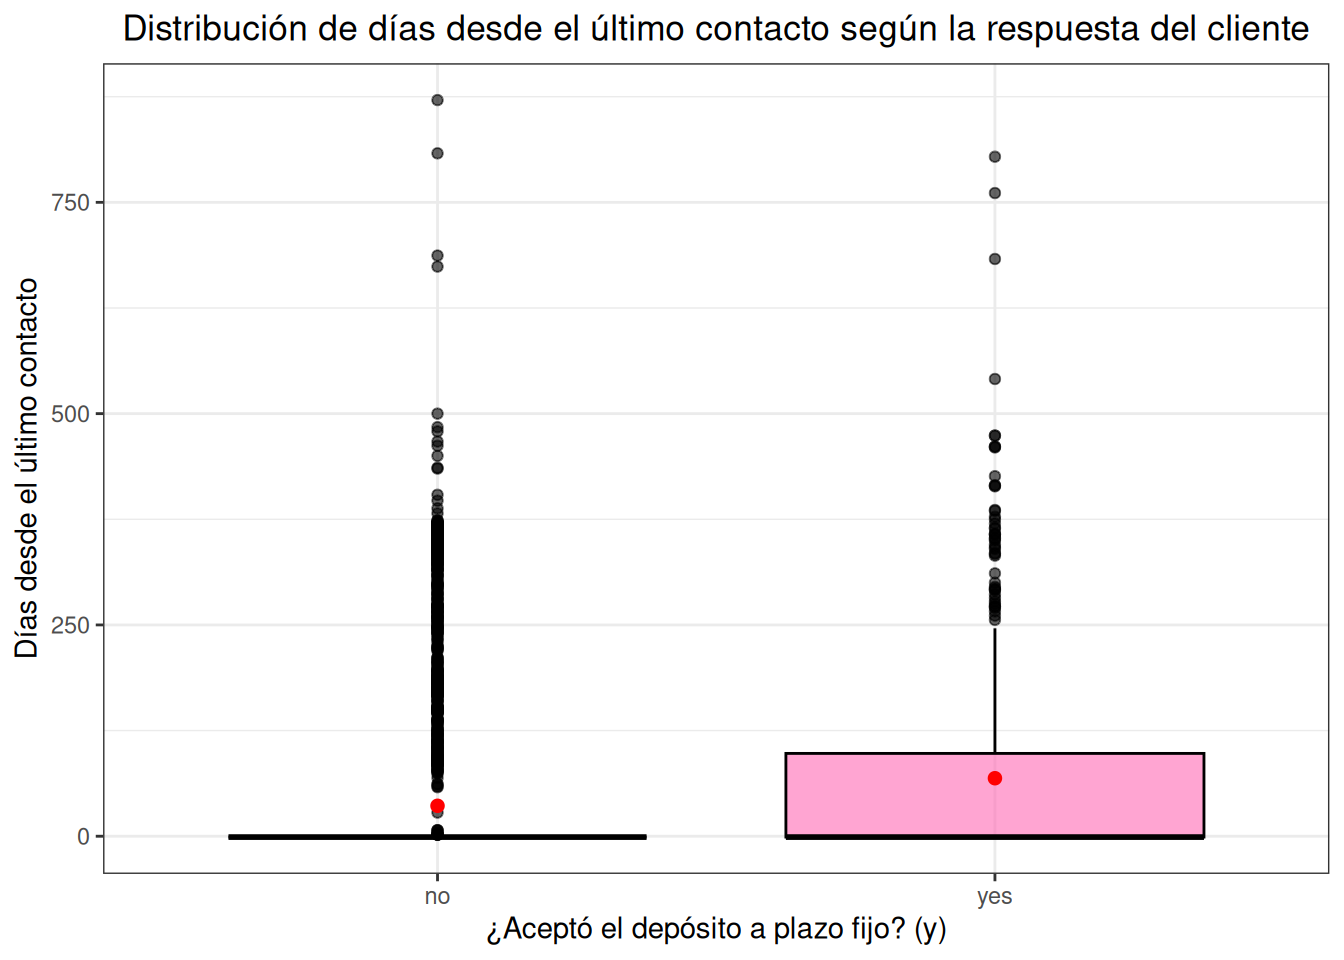 Distribución de días desde el último contacto según la respuesta del cliente
Días desde el último contacto
750
500
250
0
no
yes
¿Aceptó el depósito a plazo fijo? (y)